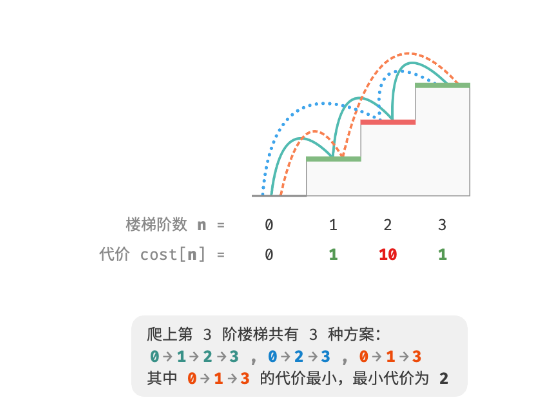 楼梯阶数 n = 0 1 2 3
代价 cost[n] = 0 1 10 1
爬上第 3 阶楼梯共有 3 种方案：
0→1→2→3 , 0→2→3 , 0→1→3
其中 0→1→3 的代价最小，最小代价为 2